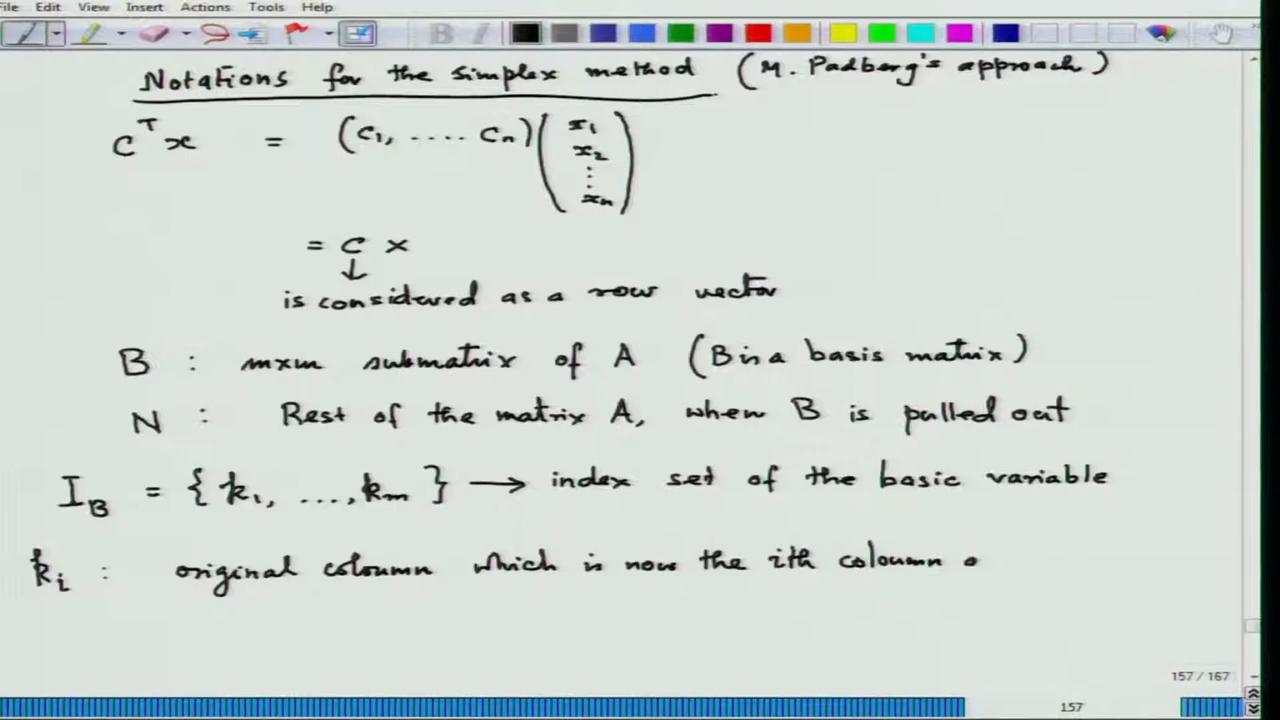 File Edit View Insert Actions Tools Help
Notations for the simplex method (M. Padberg's approach)
C^T x = (C1, .... Cn) (x1 x2 ⋮ xn)
= C x
↓
is considered as a row vector
B : mxm submatrix of A (B is a basis matrix)
N : Rest of the matrix A, when B is pulled out
I_B = { k1, ..., km } → index set of the basic variable
ki : original coloumn which is now the ith coloumn o
157 / 167
157